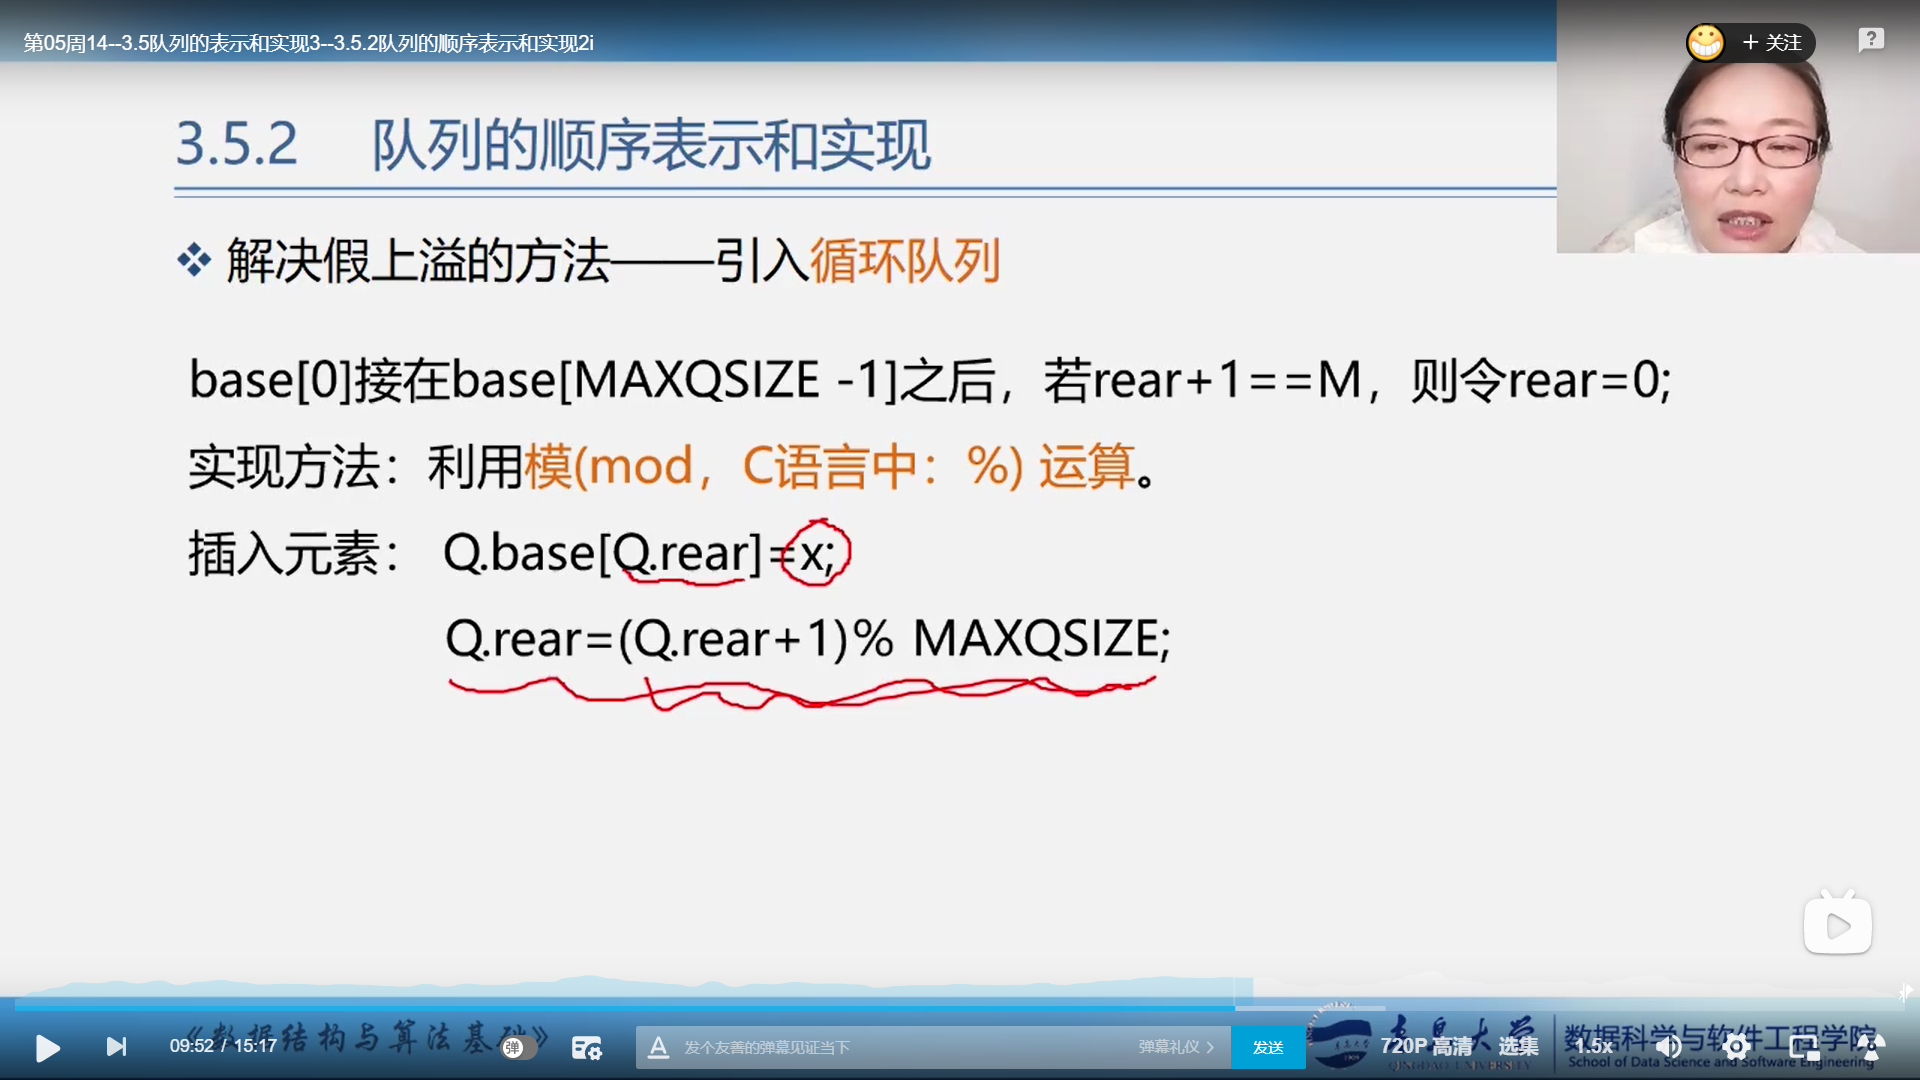 第05周14--3.5队列的表示和实现3--3.5.2队列的顺序表示和实现2i
+ 关注
3.5.2 队列的顺序表示和实现
❖ 解决假上溢的方法——引入循环队列
base[0]接在base[MAXQSIZE -1]之后，若rear+1==M，则令rear=0;
实现方法：利用模(mod，C语言中：%) 运算。
插入元素： Q.base[Q.rear]=x;
Q.rear=(Q.rear+1)% MAXQSIZE;
《数据结构与算法基础》
09:52 / 15:17
弹
发个友善的弹幕见证当下
弹幕礼仪 >
发送
青岛大学
QINGDAO UNIVERSITY
720P 高清
选集
1.5x
数据科学与软件工程学院
School of Data Science and Software Engineering